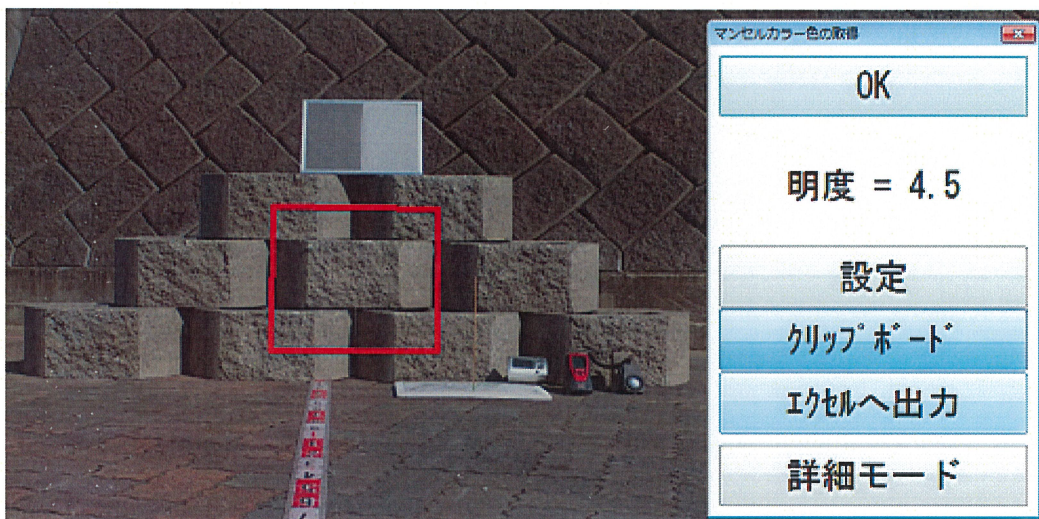 マンセルカラー色の取得
OK
明度 = 4.5
設定
ｸﾘｯﾌﾟﾎﾞｰﾄﾞ
ｴｸｾﾙへ出力
詳細モード